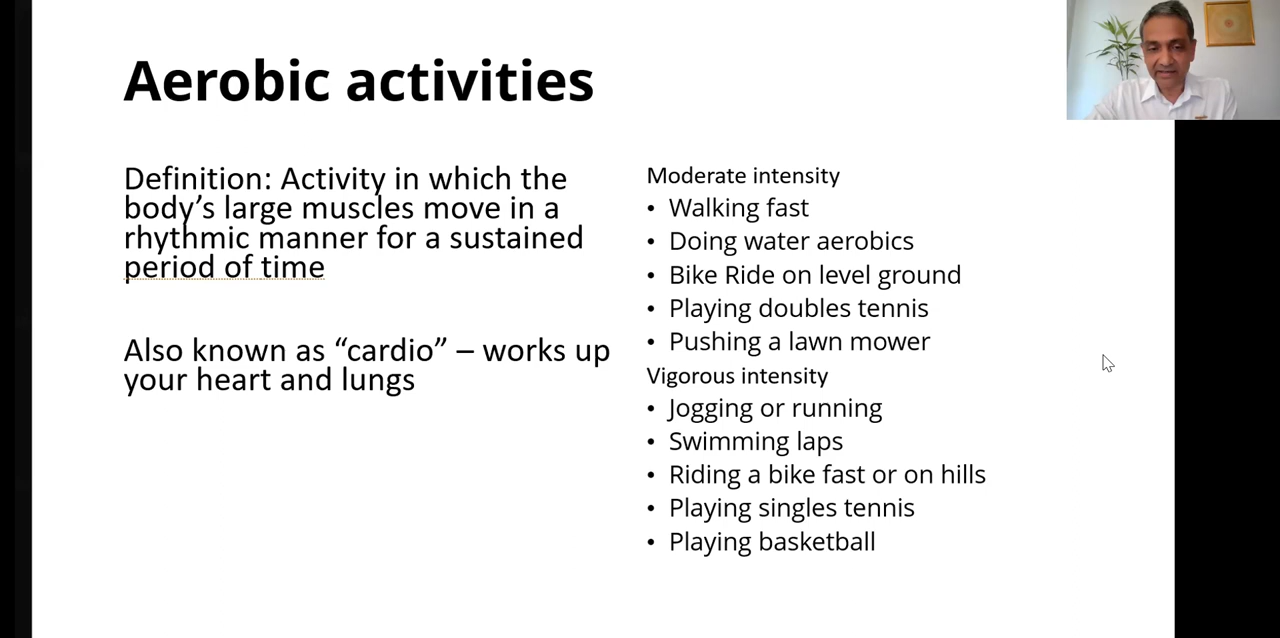 Aerobic activities
Definition: Activity in which the
body’s large muscles move in a
rhythmic manner for a sustained
period of time
Also known as “cardio” – works up
your heart and lungs
Moderate intensity
• Walking fast
• Doing water aerobics
• Bike Ride on level ground
• Playing doubles tennis
• Pushing a lawn mower
Vigorous intensity
• Jogging or running
• Swimming laps
• Riding a bike fast or on hills
• Playing singles tennis
• Playing basketball